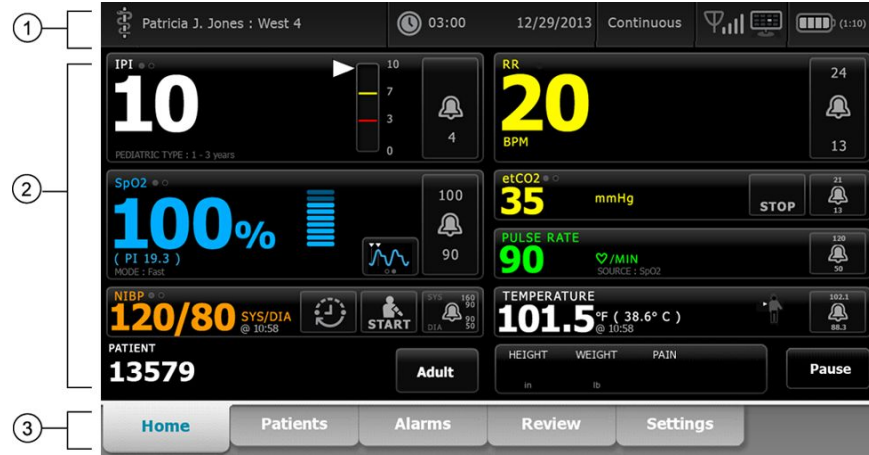 1
Patricia J. Jones : West 4
03:00
12/29/2013
Continuous
(1:10)
2
IPI
10
PEDIATRIC TYPE : 1 - 3 years
10
7
3
0
4
RR
20
BPM
24
13
SpO2
100%
( PI 19.3 )
MODE : Fast
100
90
etCO2
35 mmHg
STOP
21
13
PULSE RATE
90 /MIN
SOURCE : SpO2
120
50
NIBP
120/80 SYS/DIA
@ 10:58
START
SYS 160
90
90
DIA 50
TEMPERATURE
101.5 °F ( 38.6° C )
@ 10:58
102.1
88.3
PATIENT
13579
Adult
HEIGHT WEIGHT PAIN
in lb
Pause
3
Home Patients Alarms Review Settings